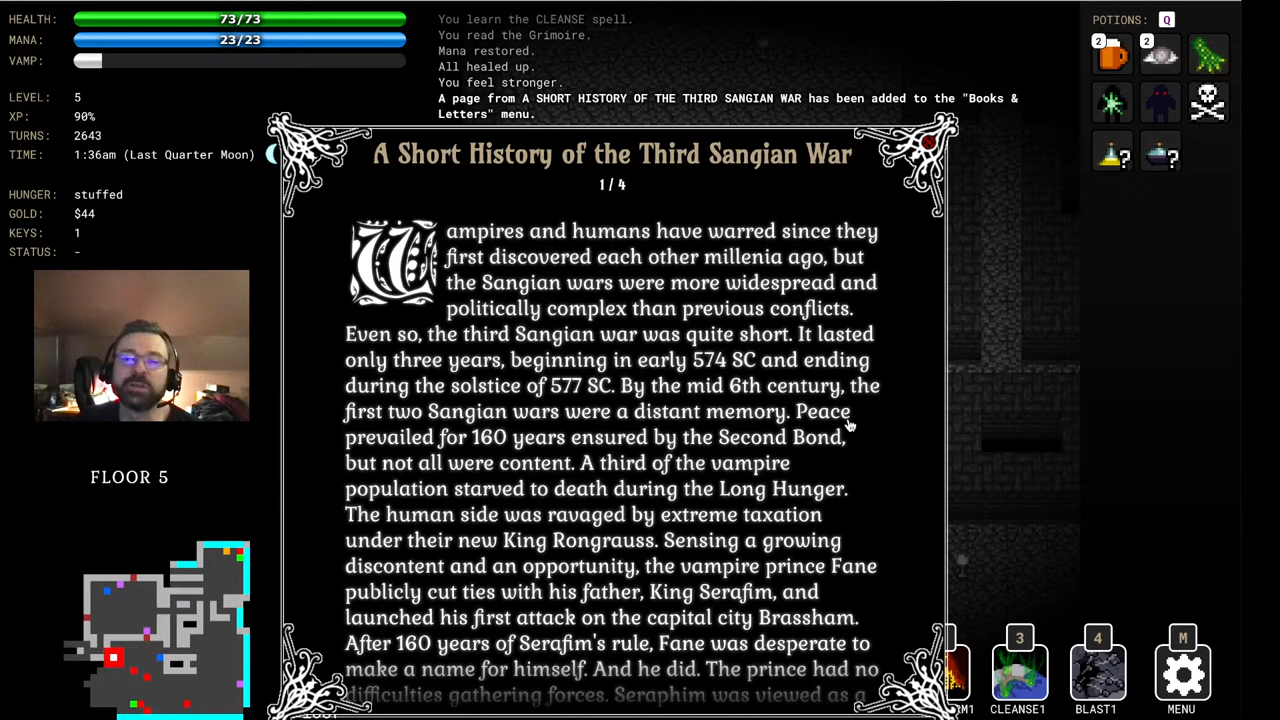 HEALTH: 73/73
MANA: 23/23
VAMP:
LEVEL: 5
XP: 90%
TURNS: 2643
TIME: 1:36am (Last Quarter Moon)
HUNGER: stuffed
GOLD: $44
KEYS: 1
STATUS: -
FLOOR 5
You learn the CLEANSE spell.
You read the Grimoire.
Mana restored.
All healed up.
You feel stronger.
A page from A SHORT HISTORY OF THE THIRD SANGIAN WAR has been added to the "Books &
Letters" menu.
A Short History of the Third Sangian War
1/4
Vampires and humans have warred since they
first discovered each other millenia ago, but
the Sangian wars were more widespread and
politically complex than previous conflicts.
Even so, the third Sangian war was quite short. It lasted
only three years, beginning in early 574 SC and ending
during the solstice of 577 SC. By the mid 6th century, the
first two Sangian wars were a distant memory. Peace
prevailed for 160 years ensured by the Second Bond,
but not all were content. A third of the vampire
population starved to death during the Long Hunger.
The human side was ravaged by extreme taxation
under their new King Rongrauss. Sensing a growing
discontent and an opportunity, the vampire prince Fane
publicly cut ties with his father, King Serafim, and
launched his first attack on the capital city Brassham.
After 160 years of Serafim's rule, Fane was desperate to
make a name for himself. And he did. The prince had no
difficulties gathering forces. Seraphim was viewed as a
POTIONS: Q
2
2
?
?
3
4
M
CLEANSE1
BLAST1
MENU